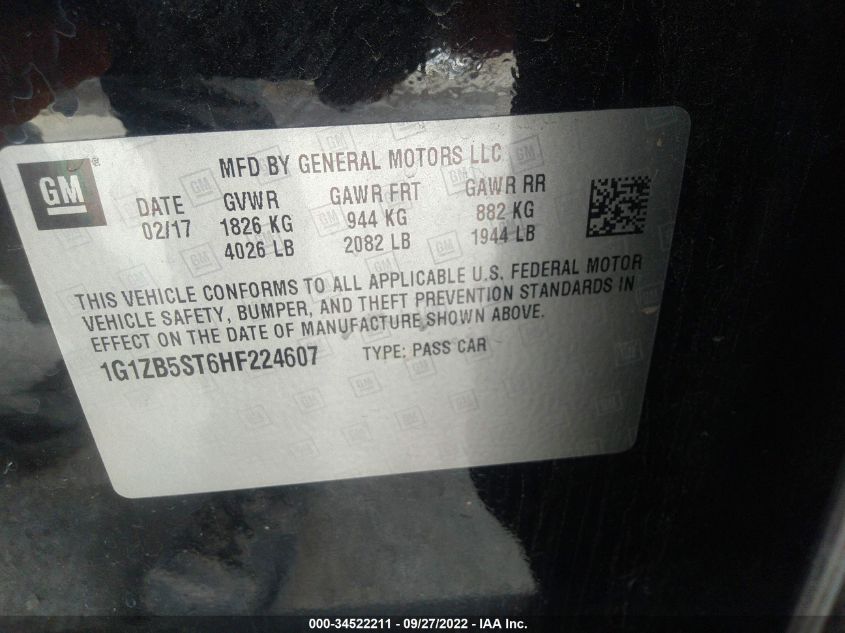 GM®
MFD BY GENERAL MOTORS LLC
DATE GVWR GAWR FRT GAWR RR
02/17 1826 KG 944 KG 882 KG
4026 LB 2082 LB 1944 LB
THIS VEHICLE CONFORMS TO ALL APPLICABLE U.S. FEDERAL MOTOR
VEHICLE SAFETY, BUMPER, AND THEFT PREVENTION STANDARDS IN
EFFECT ON THE DATE OF MANUFACTURE SHOWN ABOVE.
1G1ZB5ST6HF224607 TYPE: PASS CAR
000-34522211 - 09/27/2022 - IAA Inc.